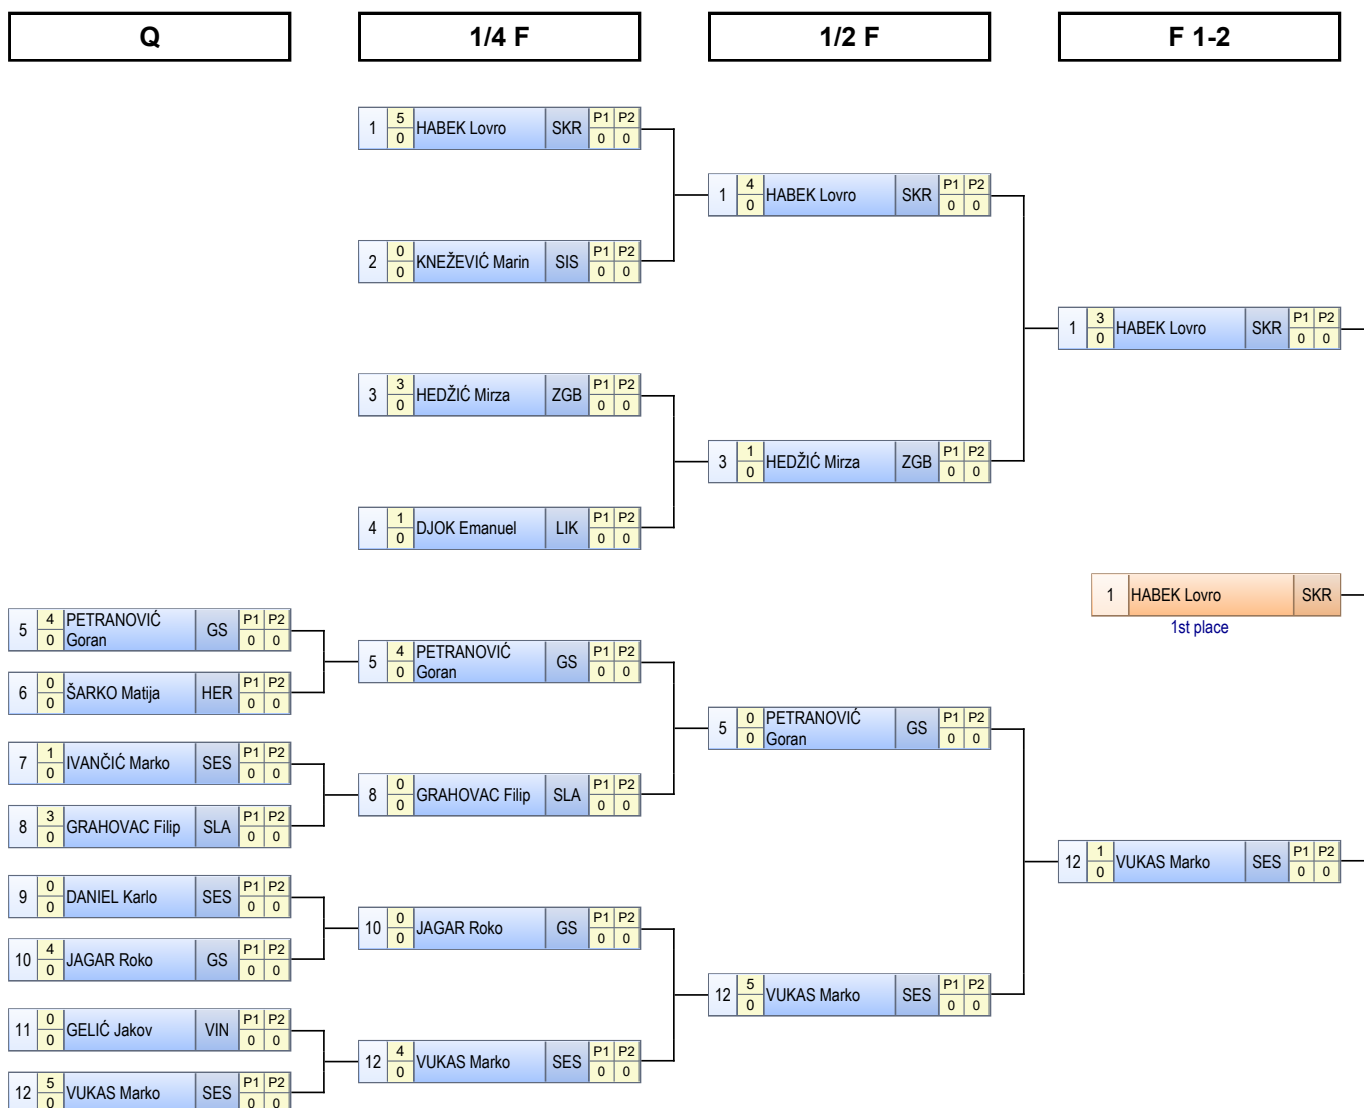 Q
1/4 F
1/2 F
F 1-2
1 5 HABEK Lovro SKR P1 P2
0 0 0
1 4 HABEK Lovro SKR P1 P2
0 0 0
2 0 KNEŽEVIĆ Marin SIS P1 P2
0 0 0
1 3 HABEK Lovro SKR P1 P2
0 0 0
3 3 HEDŽIĆ Mirza ZGB P1 P2
0 0 0
3 1 HEDŽIĆ Mirza ZGB P1 P2
0 0 0
4 1 DJOK Emanuel LIK P1 P2
0 0 0
1 HABEK Lovro SKR
1st place
5 4 PETRANOVIĆ Goran GS P1 P2
0 0 0
5 4 PETRANOVIĆ Goran GS P1 P2
0 0 0
6 0 ŠARKO Matija HER P1 P2
0 0 0
5 0 PETRANOVIĆ Goran GS P1 P2
0 0 0
7 1 IVANČIĆ Marko SES P1 P2
0 0 0
8 0 GRAHOVAC Filip SLA P1 P2
0 0 0
8 3 GRAHOVAC Filip SLA P1 P2
0 0 0
12 1 VUKAS Marko SES P1 P2
0 0 0
9 0 DANIEL Karlo SES P1 P2
0 0 0
10 0 JAGAR Roko GS P1 P2
0 0 0
10 4 JAGAR Roko GS P1 P2
0 0 0
12 5 VUKAS Marko SES P1 P2
0 0 0
11 0 GELIĆ Jakov VIN P1 P2
0 0 0
12 4 VUKAS Marko SES P1 P2
0 0 0
12 5 VUKAS Marko SES P1 P2
0 0 0